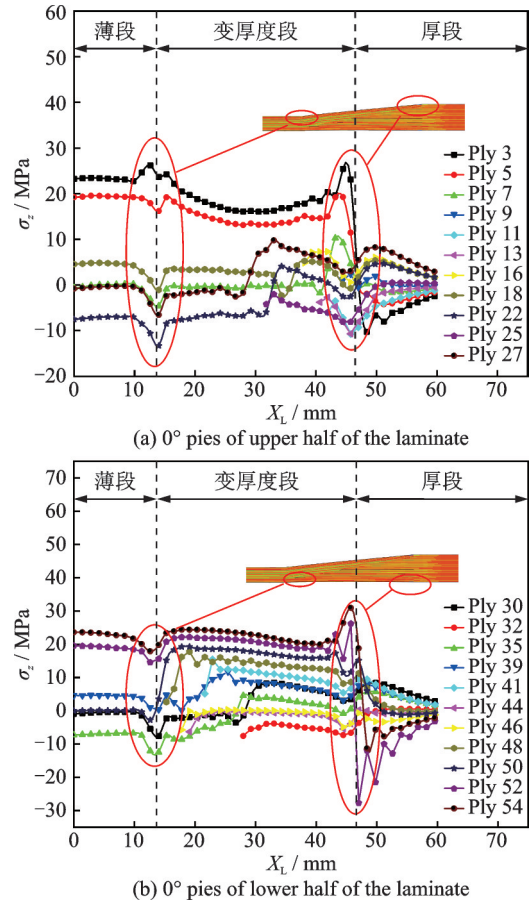 薄段 变厚度段 厚段
60
50
40
30
20
10
0
−10
−20
σz / MPa
Ply 3
Ply 5
Ply 7
Ply 9
Ply 11
Ply 13
Ply 16
Ply 18
Ply 22
Ply 25
Ply 27
0 10 20 30 40 50 60 70
XL / mm
(a) 0° pies of upper half of the laminate
薄段 变厚度段 厚段
70
60
50
40
30
20
10
0
−10
−20
−30
σz / MPa
Ply 30
Ply 32
Ply 35
Ply 39
Ply 41
Ply 44
Ply 46
Ply 48
Ply 50
Ply 52
Ply 54
0 10 20 30 40 50 60 70
XL / mm
(b) 0° pies of lower half of the laminate